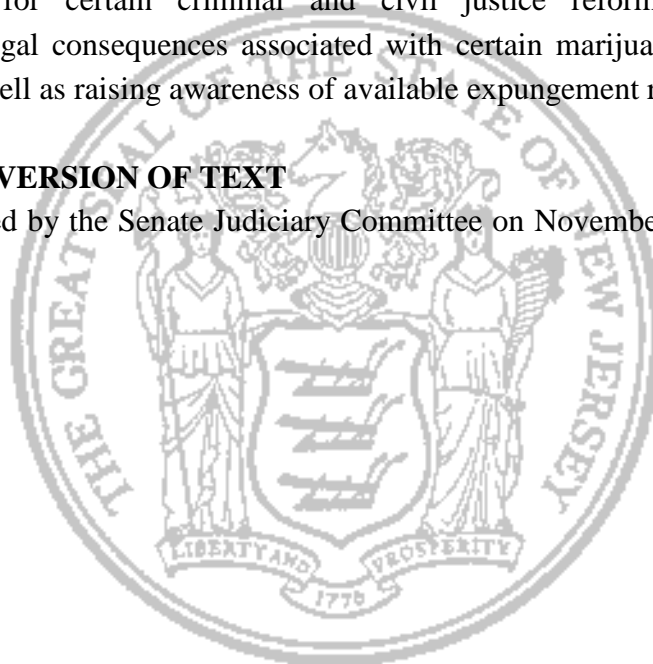 for certain criminal and civil justice reform
gal consequences associated with certain marijua
ell as raising awareness of available expungement r
VERSION OF TEXT
ed by the Senate Judiciary Committee on Novembe
THE GREAT SEAL OF THE STATE OF NEW JERSEY
LIBERTY AND PROSPERITY
1776